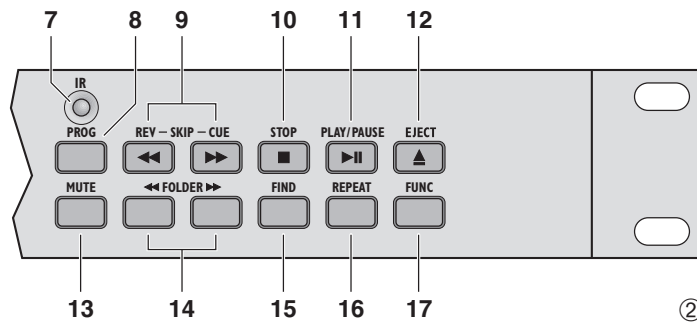 7 8 9 10 11 12
IR
PROG REV – SKIP – CUE STOP PLAY/PAUSE EJECT
MUTE FOLDER FIND REPEAT FUNC
13 14 15 16 17
②